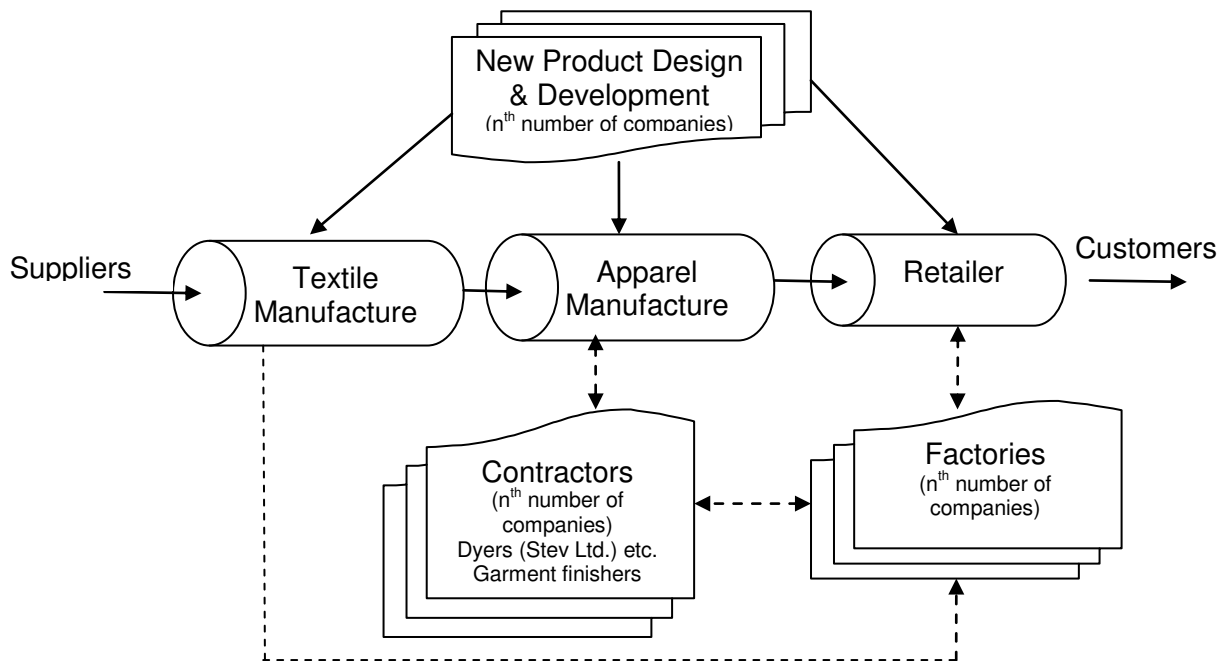 New Product Design
& Development
(nth number of companies)
Suppliers
Textile
Manufacture
Apparel
Manufacture
Retailer
Customers
Contractors
(nth number of
companies)
Dyers (Stev Ltd.) etc.
Garment finishers
Factories
(nth number of
companies)